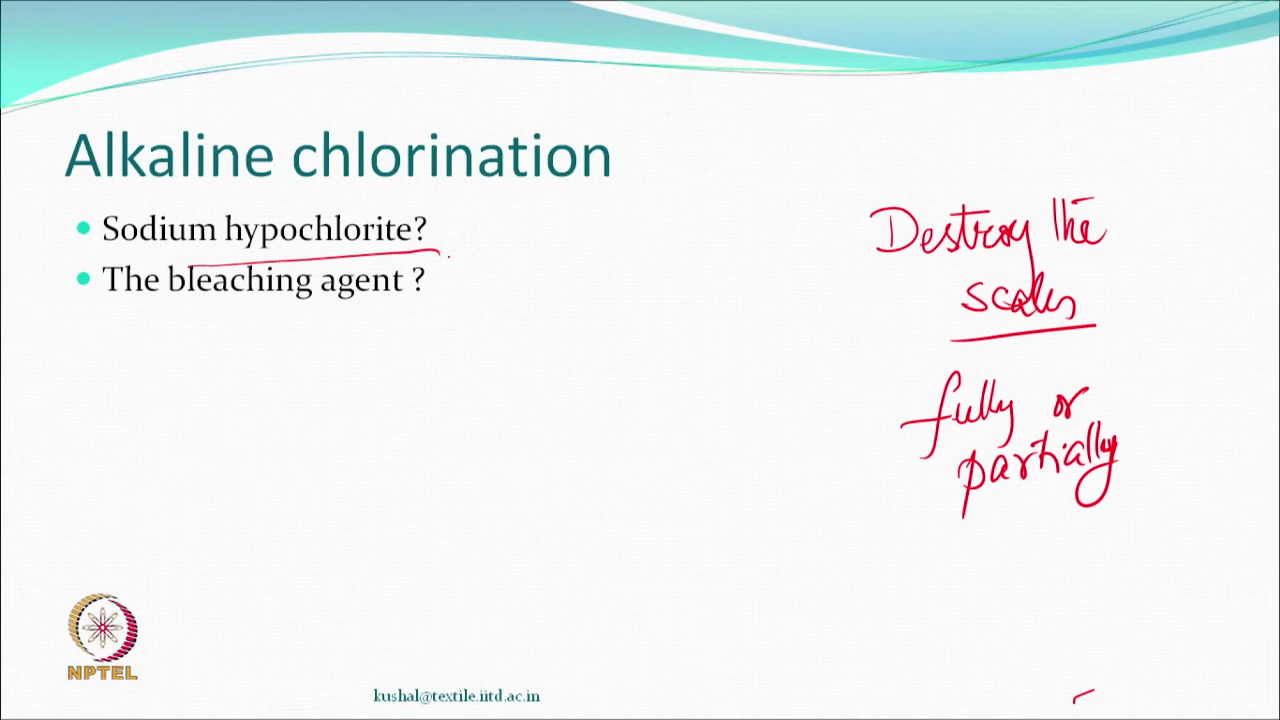 Alkaline chlorination
Sodium hypochlorite?
The bleaching agent ?
Destroy the
scales
fully or
partially
NPTEL
kushal@textile.iitd.ac.in